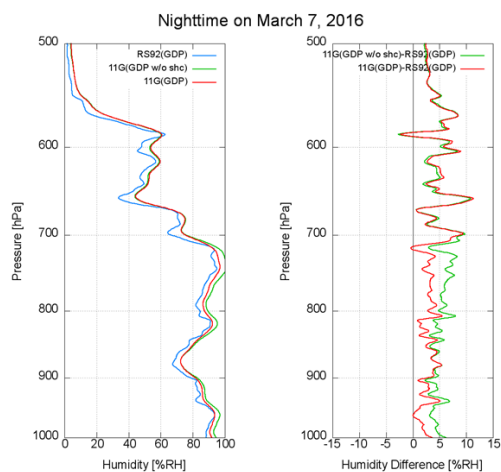 Nighttime on March 7, 2016
RS92(GDP)
11G(GDP w/o shc)
11G(GDP)
500
600
700
800
900
1000
Pressure [hPa]
0
20
40
60
80
100
Humidity [%RH]
11G(GDP w/o shc)-RS92(GDP)
11G(GDP)-RS92(GDP)
500
600
700
800
900
1000
Pressure [hPa]
-15
-10
-5
0
5
10
15
Humidity Difference [%RH]